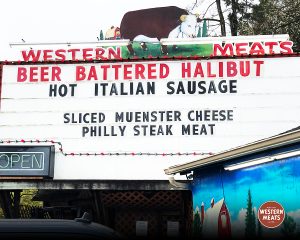 WESTERN MEATS
BEER BATTERED HALIBUT
HOT ITALIAN SAUSAGE
SLICED MUENSTER CHEESE
PHILLY STEAK MEAT
OPEN
WESTERN MEATS